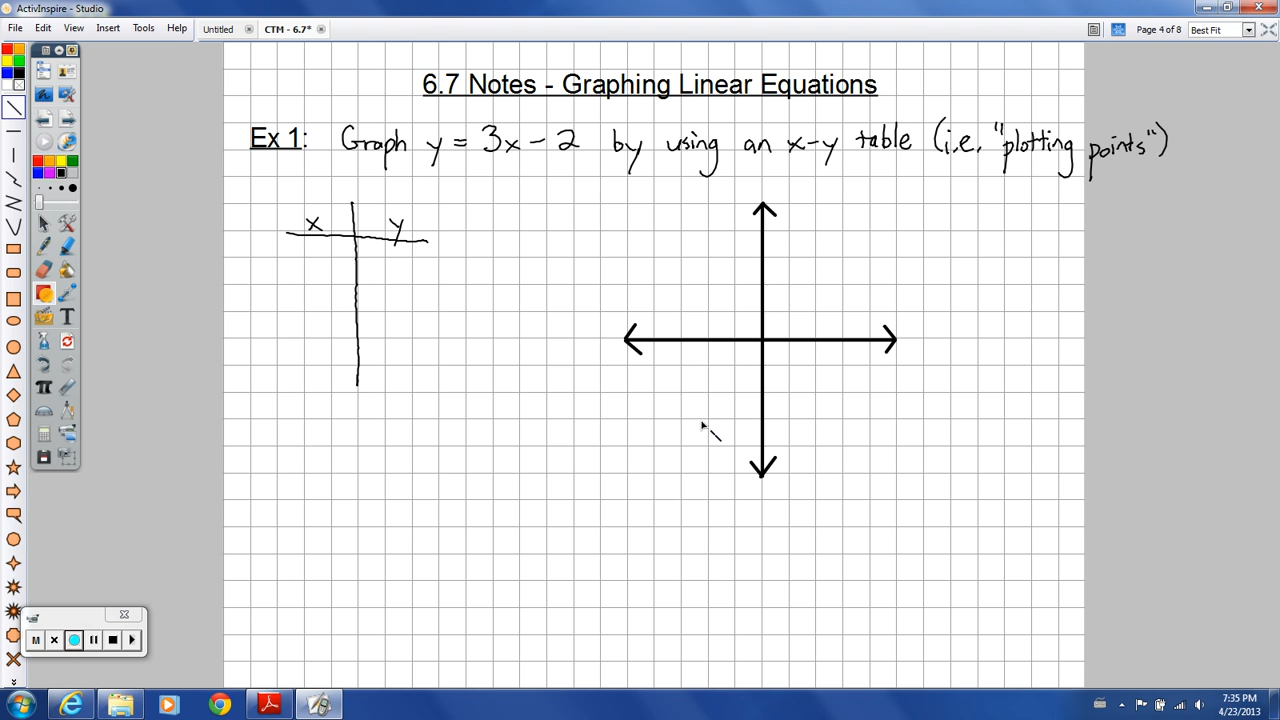 ActivInspire - Studio
File Edit View Insert Tools Help Untitled CTM - 6.7* Page 4 of 8 Best Fit
6.7 Notes - Graphing Linear Equations
Ex 1: Graph y = 3x - 2 by using an x-y table (i.e. "plotting points")
x y
M
7:35 PM
4/23/2013